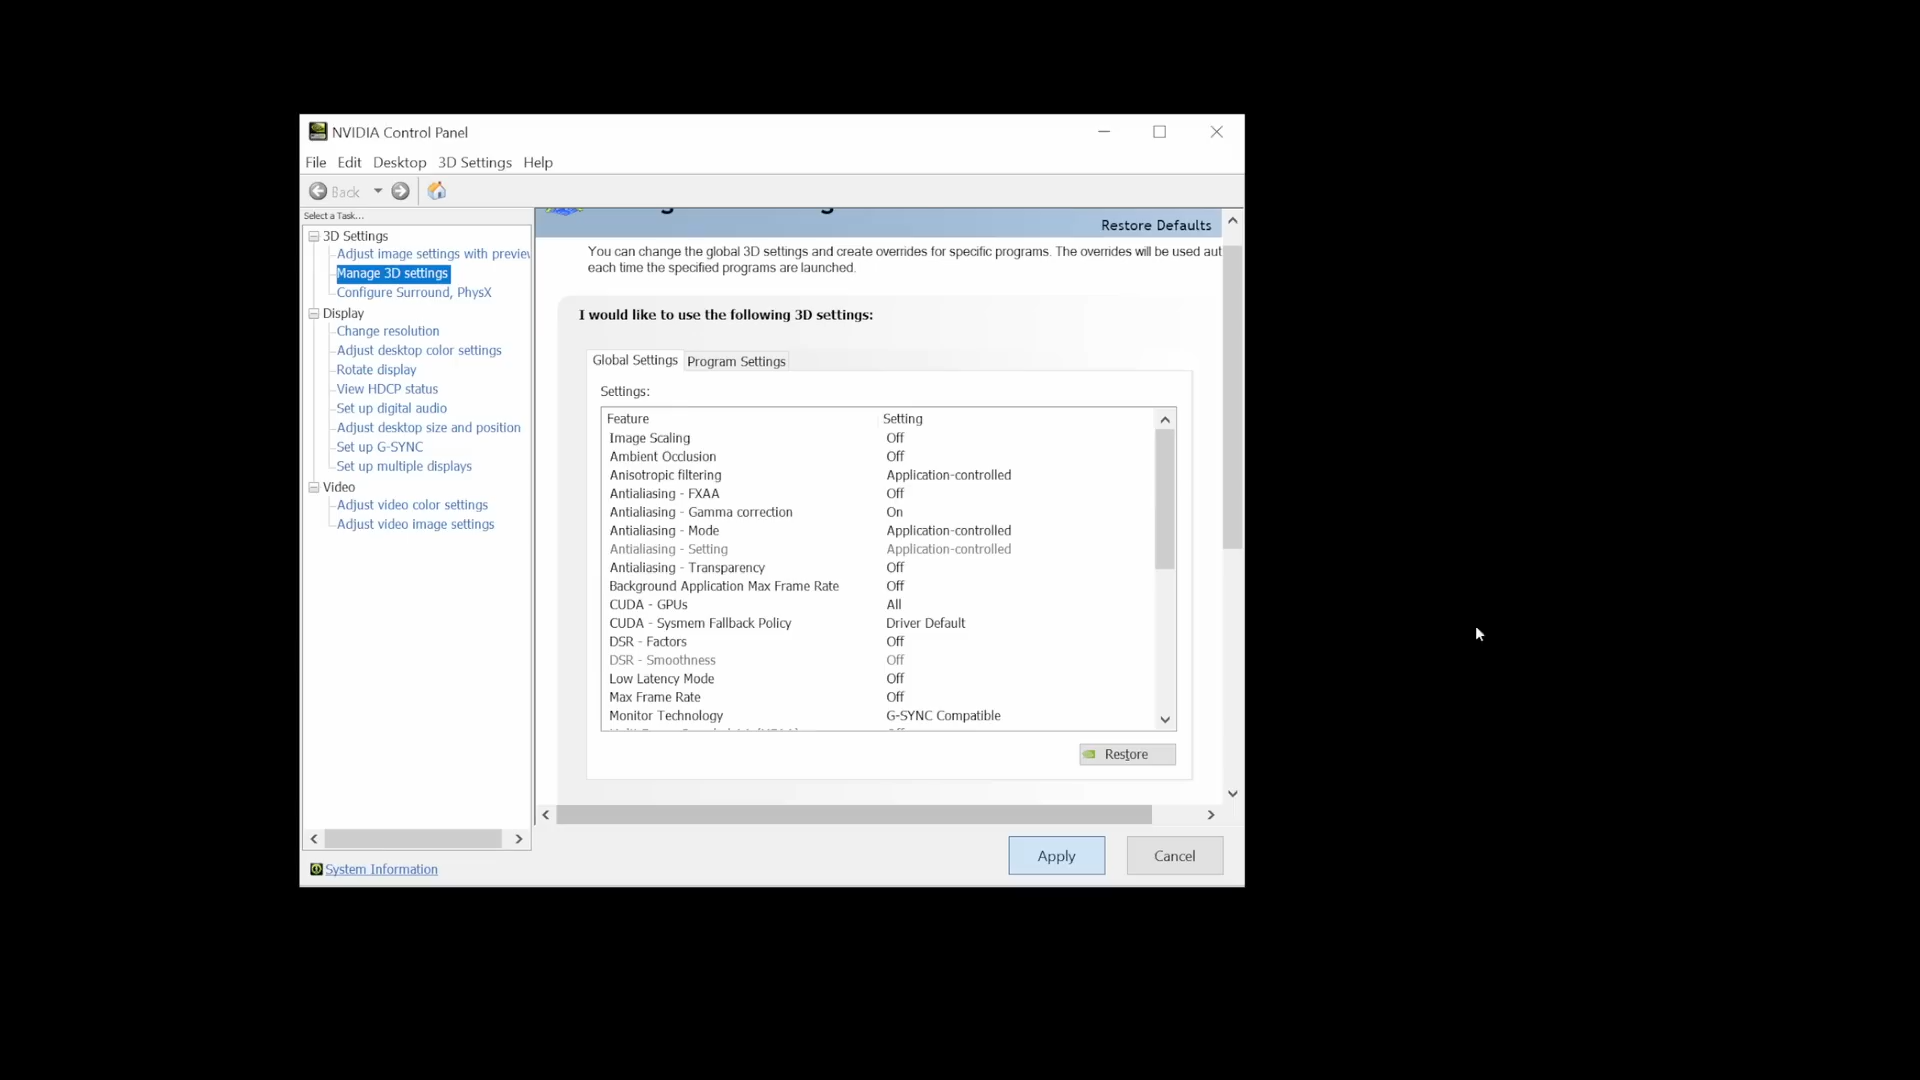 NVIDIA Control Panel
File Edit Desktop 3D Settings Help
Back
Select a Task...
3D Settings
Adjust image settings with preview
Manage 3D settings
Configure Surround, PhysX
Display
Change resolution
Adjust desktop color settings
Rotate display
View HDCP status
Set up digital audio
Adjust desktop size and position
Set up G-SYNC
Set up multiple displays
Video
Adjust video color settings
Adjust video image settings
System Information
Restore Defaults
You can change the global 3D settings and create overrides for specific programs. The overrides will be used aut
each time the specified programs are launched.
I would like to use the following 3D settings:
Global Settings Program Settings
Settings:
Feature Setting
Image Scaling Off
Ambient Occlusion Off
Anisotropic filtering Application-controlled
Antialiasing - FXAA Off
Antialiasing - Gamma correction On
Antialiasing - Mode Application-controlled
Antialiasing - Setting Application-controlled
Antialiasing - Transparency Off
Background Application Max Frame Rate Off
CUDA - GPUs All
CUDA - Sysmem Fallback Policy Driver Default
DSR - Factors Off
DSR - Smoothness Off
Low Latency Mode Off
Max Frame Rate Off
Monitor Technology G-SYNC Compatible
Restore
Apply Cancel